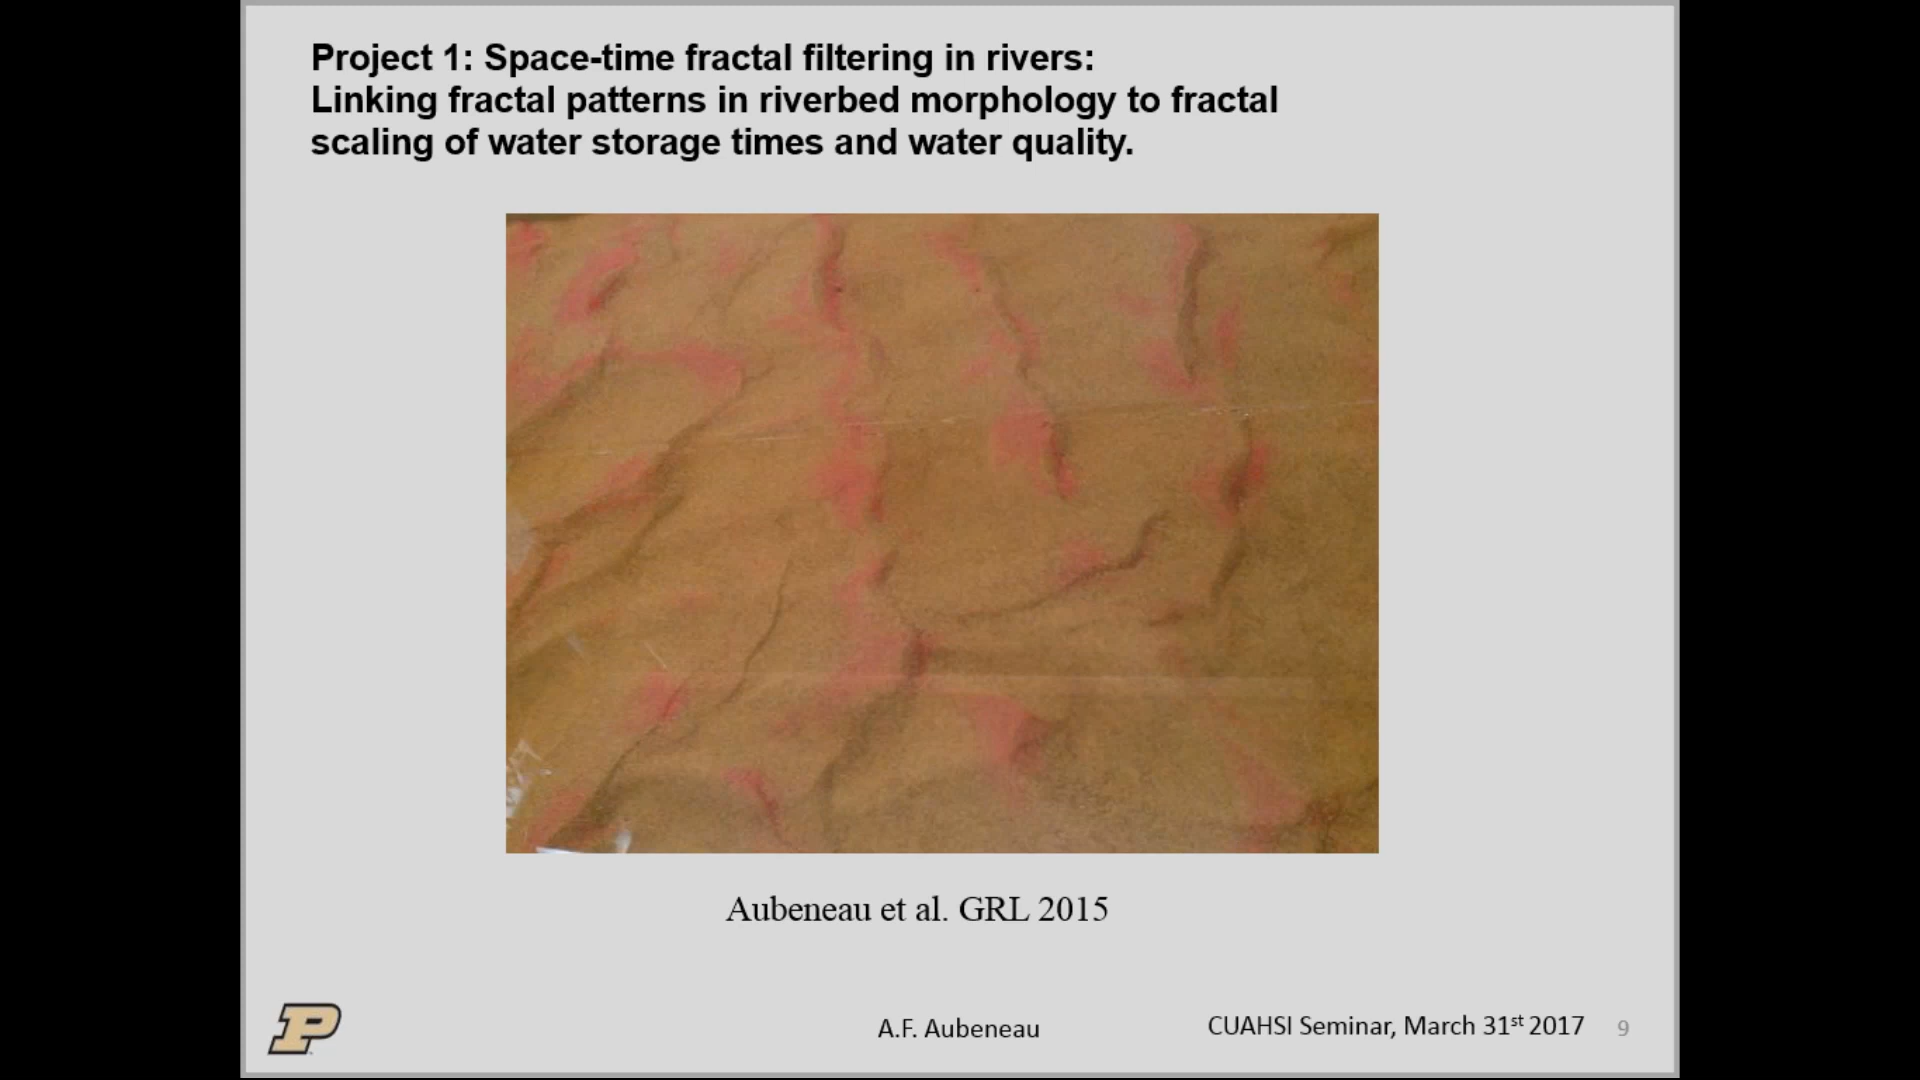 Project 1: Space-time fractal filtering in rivers:
Linking fractal patterns in riverbed morphology to fractal
scaling of water storage times and water quality.
Aubeneau et al. GRL 2015
P
A.F. Aubeneau
CUAHSI Seminar, March 31st 2017
9